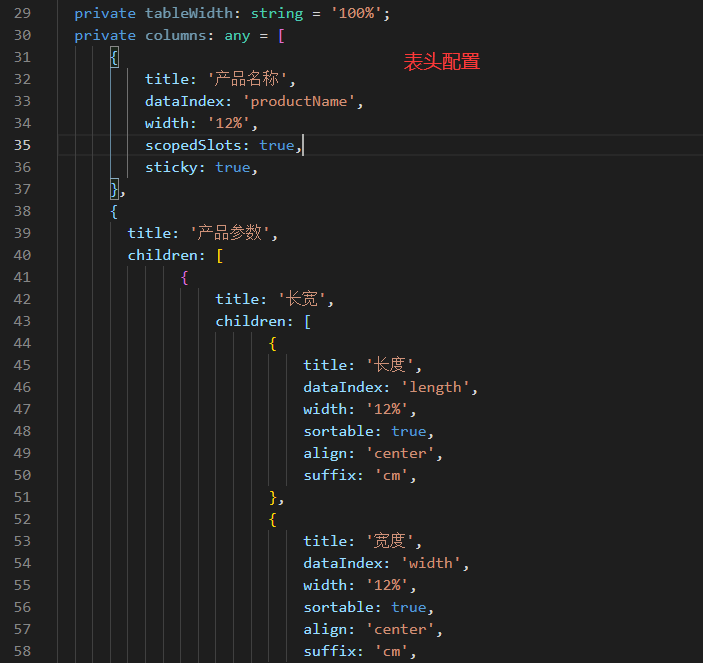 29 private tableWidth: string = '100%';
30 private columns: any = [
31 {
表头配置
32 title: '产品名称',
33 dataIndex: 'productName',
34 width: '12%',
35 scopedSlots: true,
36 sticky: true,
37 },
38 {
39 title: '产品参数',
40 children: [
41 {
42 title: '长宽',
43 children: [
44 {
45 title: '长度',
46 dataIndex: 'length',
47 width: '12%',
48 sortable: true,
49 align: 'center',
50 suffix: 'cm',
51 },
52 {
53 title: '宽度',
54 dataIndex: 'width',
55 width: '12%',
56 sortable: true,
57 align: 'center',
58 suffix: 'cm',